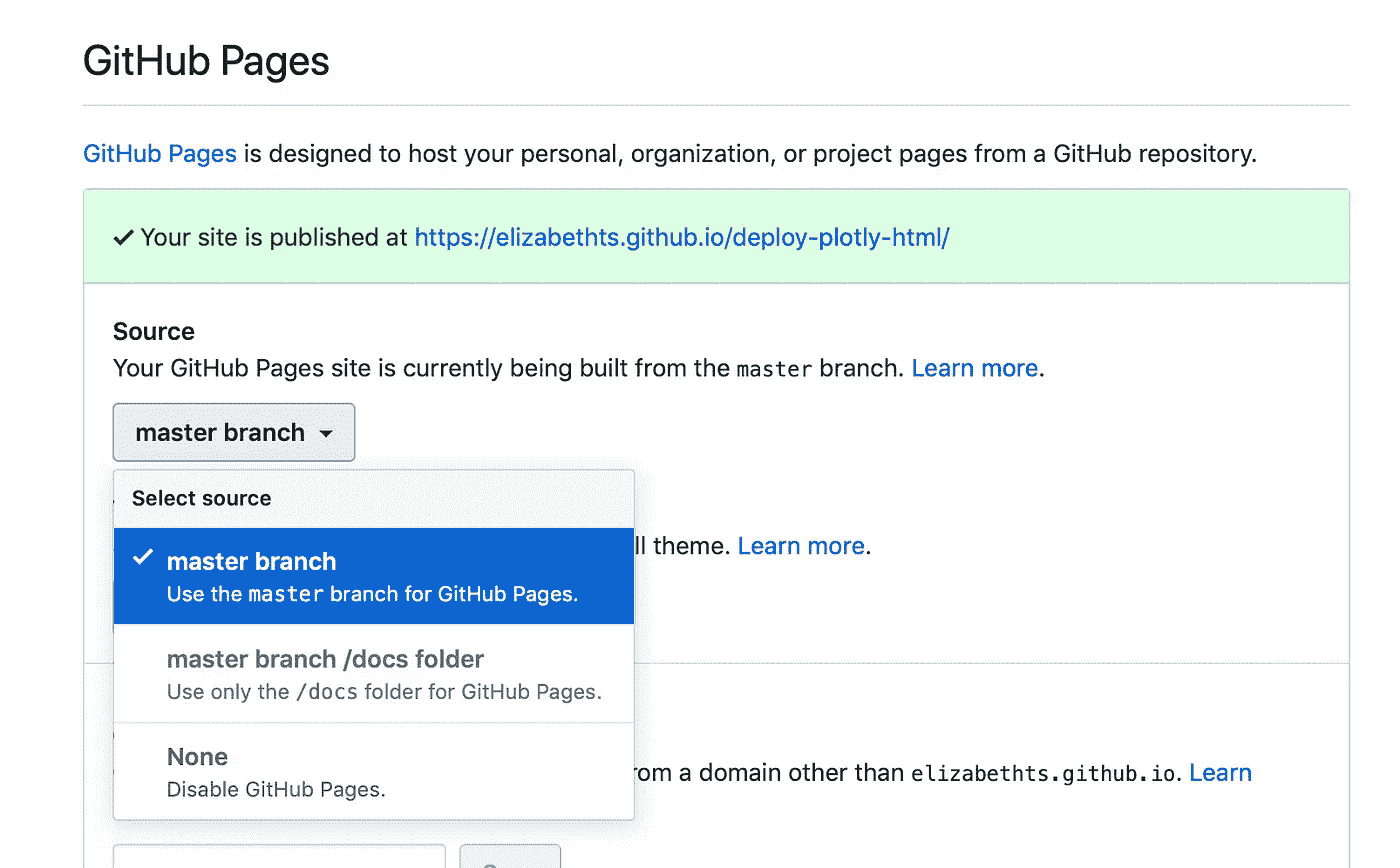 GitHub Pages
GitHub Pages is designed to host your personal, organization, or project pages from a GitHub repository.
✓ Your site is published at https://elizabethts.github.io/deploy-plotly-html/
Source
Your GitHub Pages site is currently being built from the master branch. Learn more.
master branch
Select source
✓ master branch
Use the master branch for GitHub Pages.
theme. Learn more.
master branch /docs folder
Use only the /docs folder for GitHub Pages.
None
a domain other than elizabethts.github.io. Learn
Disable GitHub Pages.